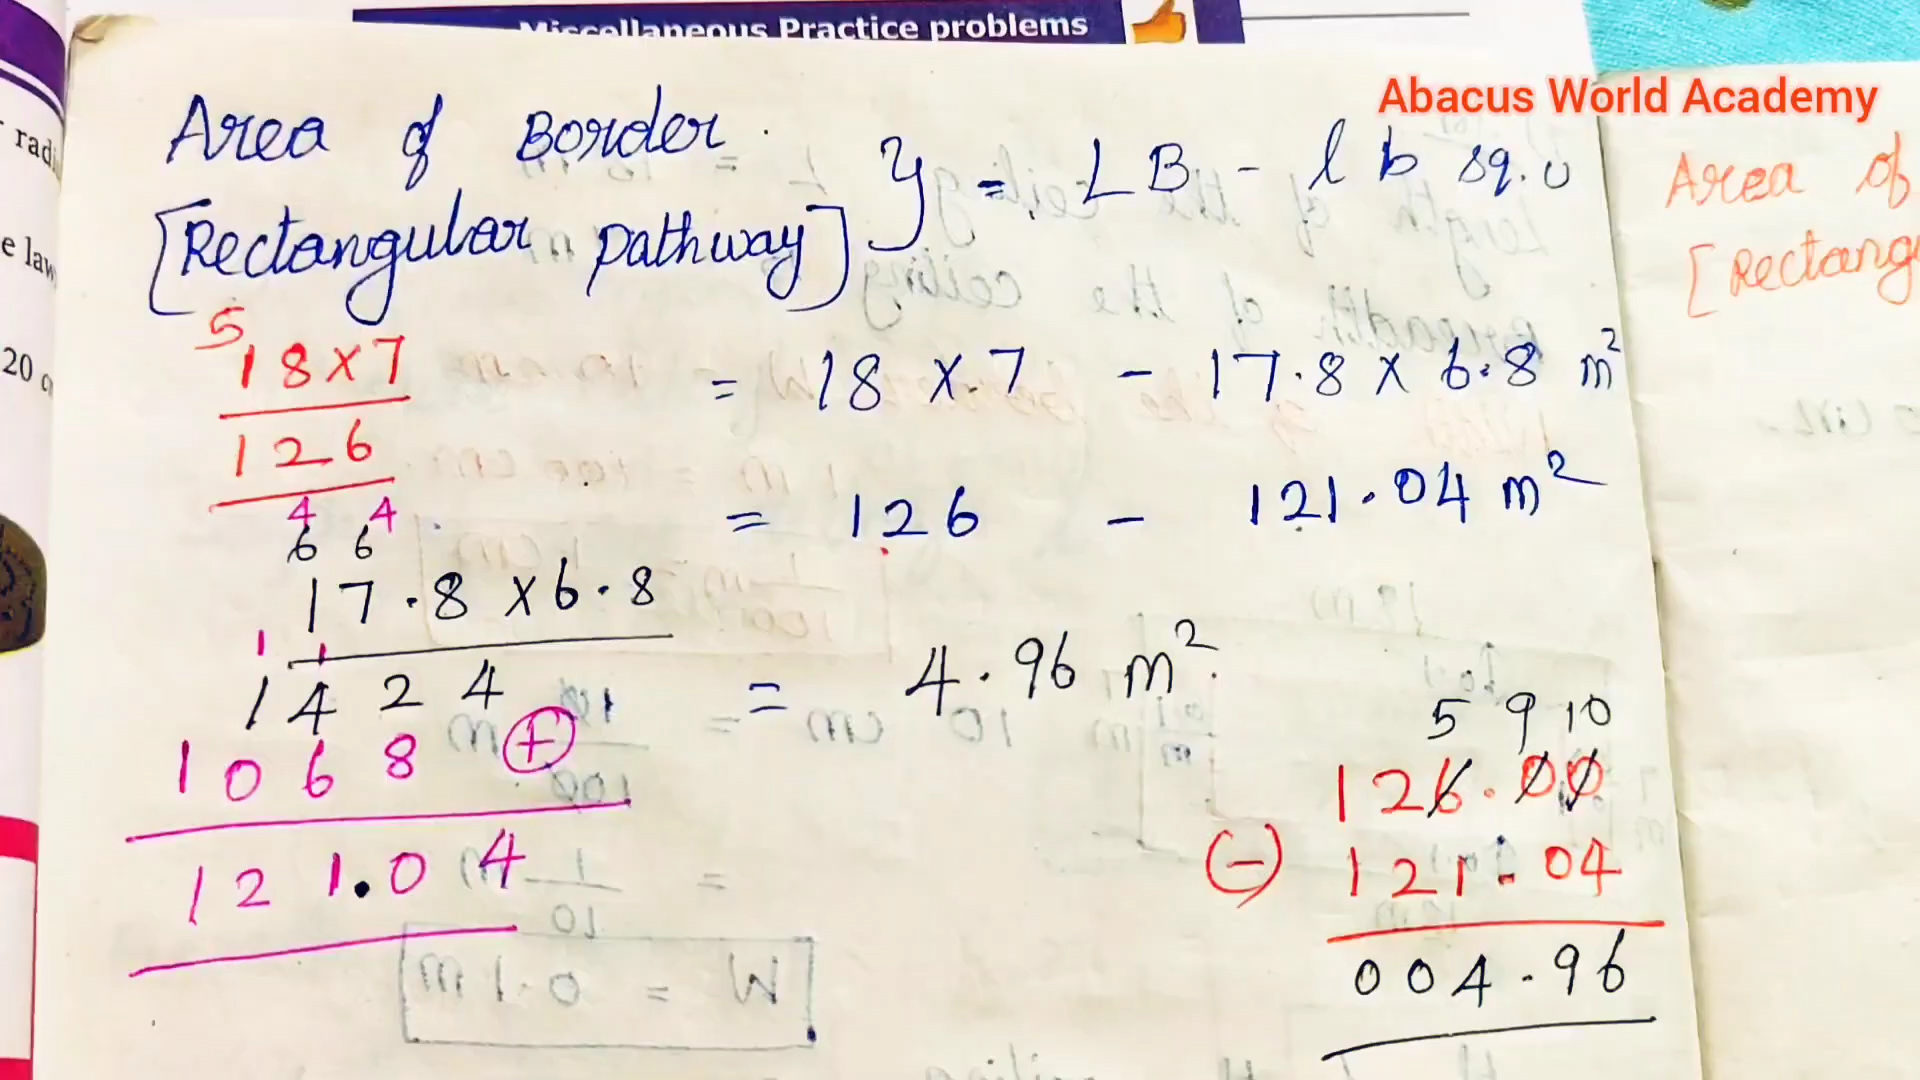 Miscellaneous Practice problems
Abacus World Academy
Area of Border
[Rectangular pathway] } = LB - lb sq.u
= 18 x 7 - 17.8 x 6.8 m²
= 126 - 121.04 m²
= 4.96 m²
5
18x7
126
4 4
6 6
17.8 x 6.8
1 1
1424
1068 +
121.04
5 9 10
126.00
(-) 121.04
004.96
Area of
[Rectang
rad
e law
20 c